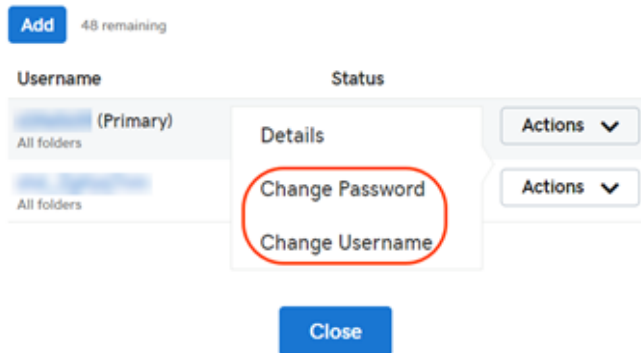 Add 48 remaining
Username Status
(Primary)
All folders
Actions
Details
Change Password
Actions
All folders
Change Username
Close